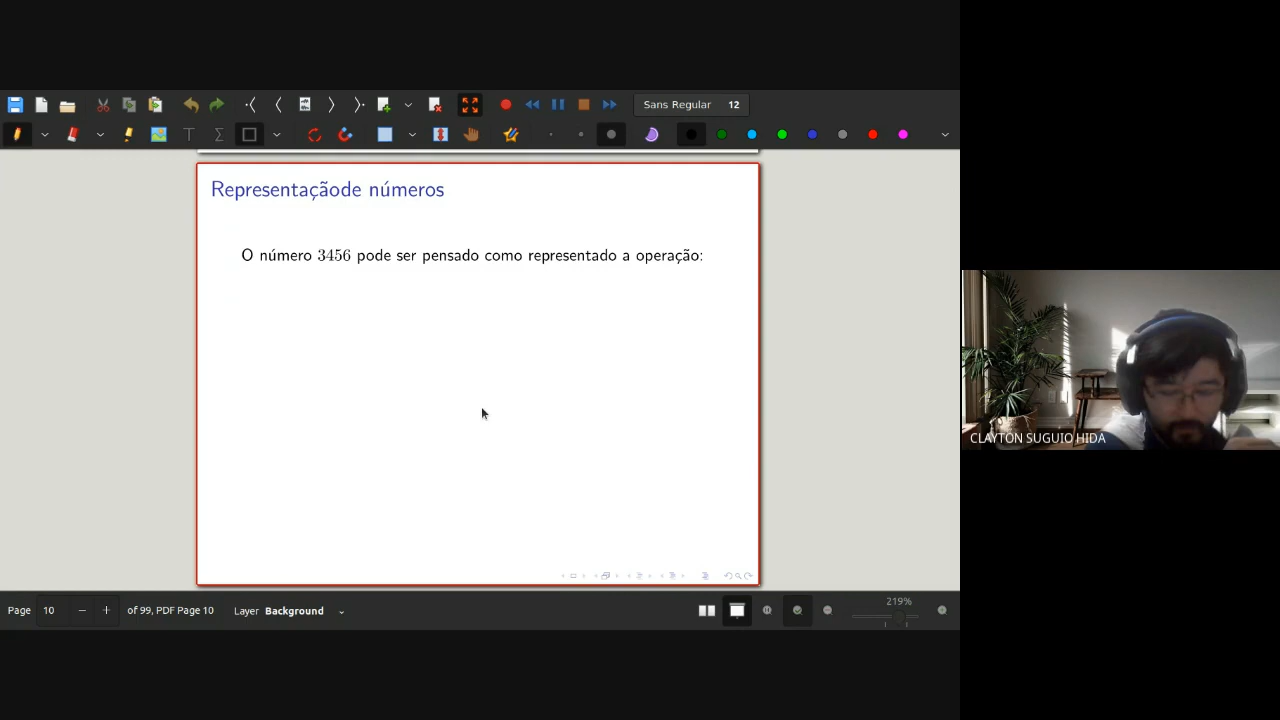 Sans Regular 12
Representaçãode números
O número 3456 pode ser pensado como representado a operação:
CLAYTON SUGUIO HIDA
Page 10 of 99, PDF Page 10 Layer Background 219%